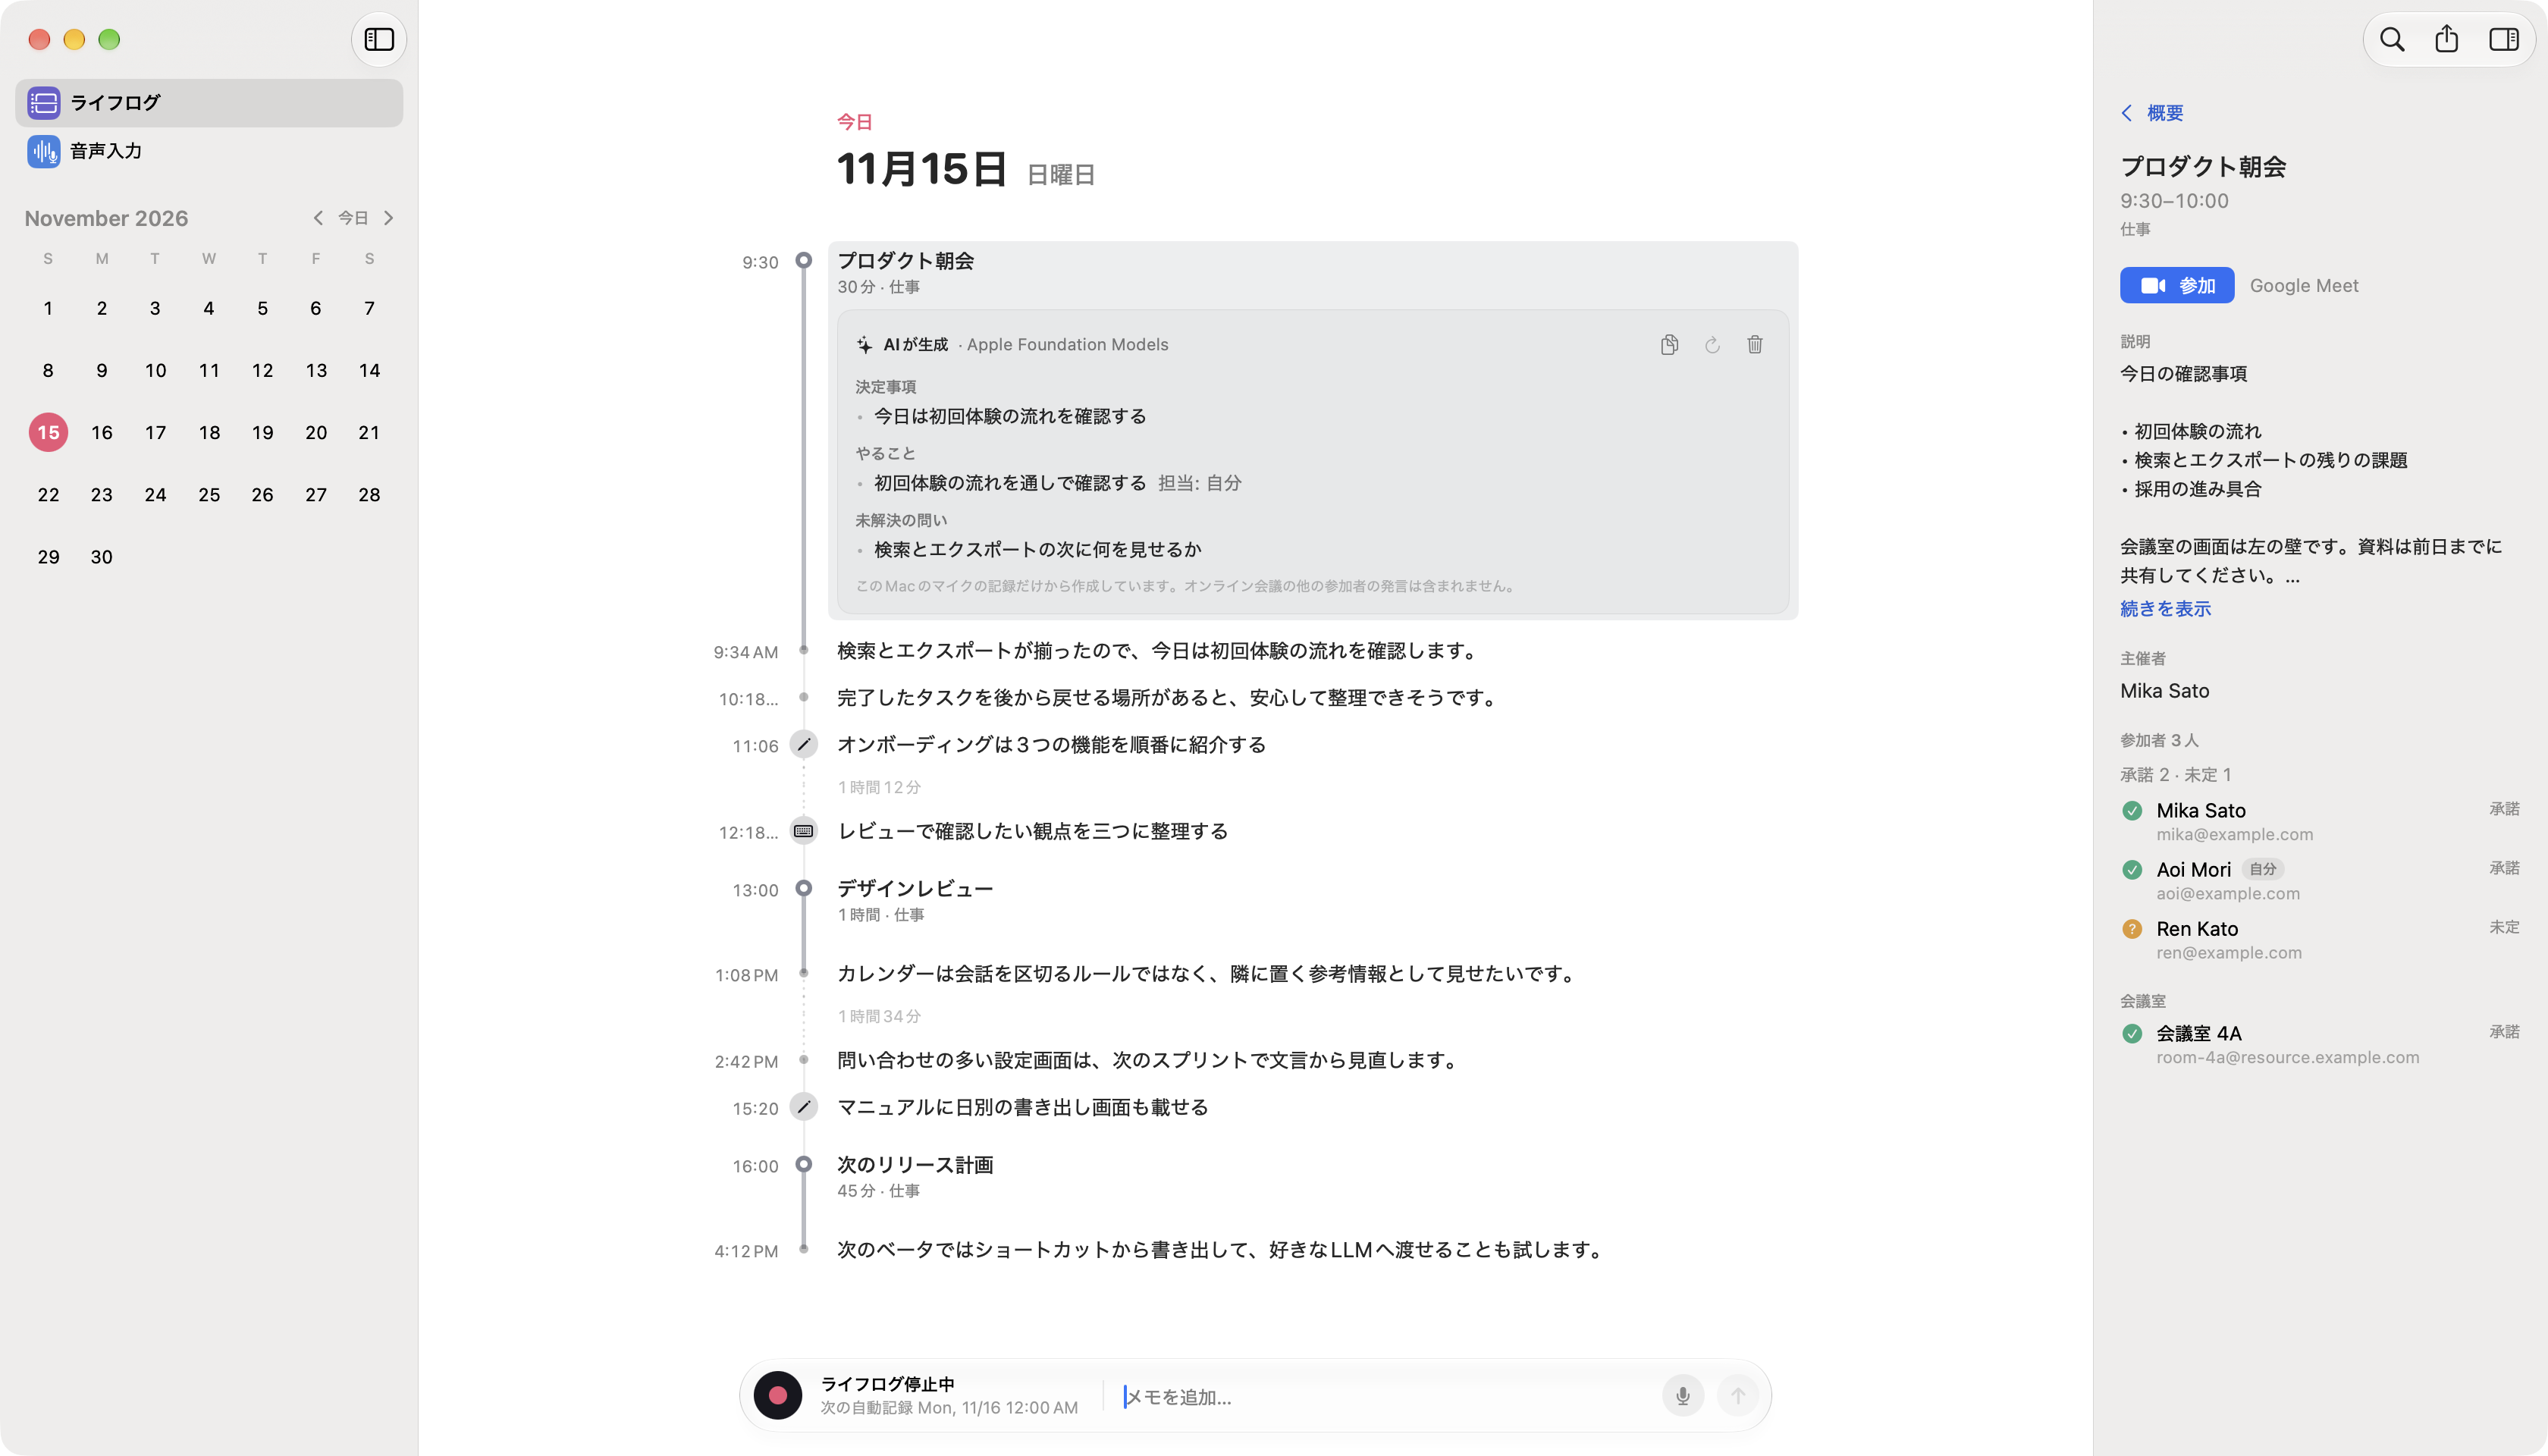 ライフログ
音声入力
November 2026
今日
S M T W T F S
1 2 3 4 5 6 7
8 9 10 11 12 13 14
15 16 17 18 19 20 21
22 23 24 25 26 27 28
29 30
今日
11月15日 日曜日
9:30 プロダクト朝会
30分 · 仕事
AIが生成 · Apple Foundation Models
決定事項
• 今日は初回体験の流れを確認する
やること
• 初回体験の流れを通しで確認する 担当: 自分
未解決の問い
• 検索とエクスポートの次に何を見せるか
このMacのマイクの記録だけから作成しています。オンライン会議の他の参加者の発言は含まれません。
9:34 AM 検索とエクスポートが揃ったので、今日は初回体験の流れを確認します。
10:18... 完了したタスクを後から戻せる場所があると、安心して整理できそうです。
11:06 オンボーディングは3つの機能を順番に紹介する
1時間12分
12:18... レビューで確認したい観点を三つに整理する
13:00 デザインレビュー
1時間 · 仕事
1:08 PM カレンダーは会話を区切るルールではなく、隣に置く参考情報として見せたいです。
1時間34分
2:42 PM 問い合わせの多い設定画面は、次のスプリントで文言から見直します。
15:20 マニュアルに日別の書き出し画面も載せる
16:00 次のリリース計画
45分 · 仕事
4:12 PM 次のベータではショートカットから書き出して、好きなLLMへ渡せることも試します。
ライフログ停止中
次の自動記録 Mon, 11/16 12:00 AM
メモを追加...
概要
プロダクト朝会
9:30–10:00
仕事
参加 Google Meet
説明
今日の確認事項
• 初回体験の流れ
• 検索とエクスポートの残りの課題
• 採用の進み具合
会議室の画面は左の壁です。資料は前日までに
共有してください。...
続きを表示
主催者
Mika Sato
参加者 3人
承諾 2 · 未定 1
Mika Sato 承諾
mika@example.com
Aoi Mori 自分 承諾
aoi@example.com
Ren Kato 未定
ren@example.com
会議室
会議室 4A 承諾
room-4a@resource.example.com